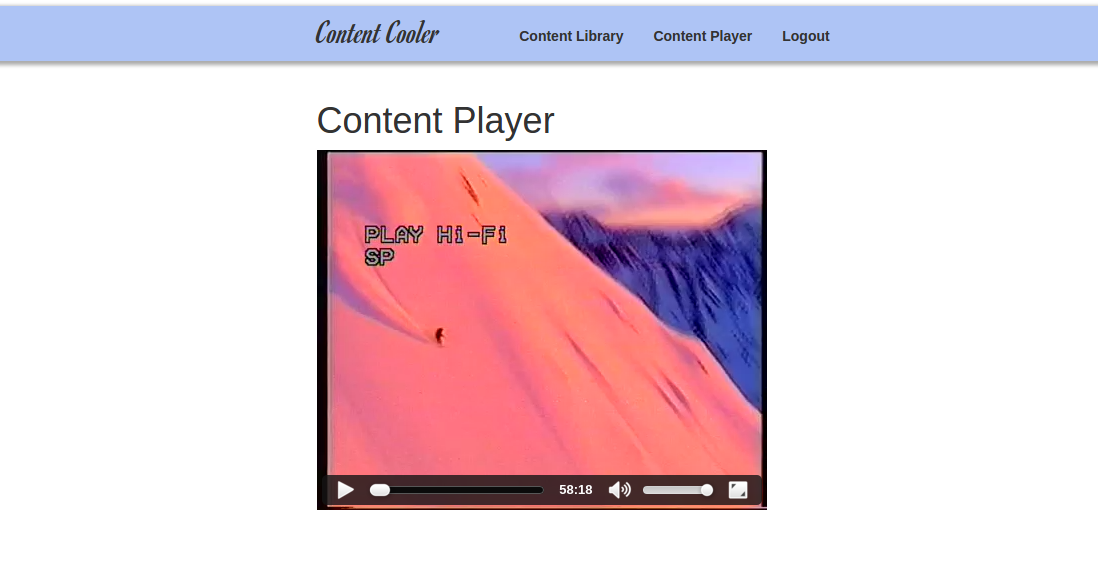 Content Cooler
Content Library
Content Player
Logout
Content Player
PLAY Hi-Fi
SP
58:18